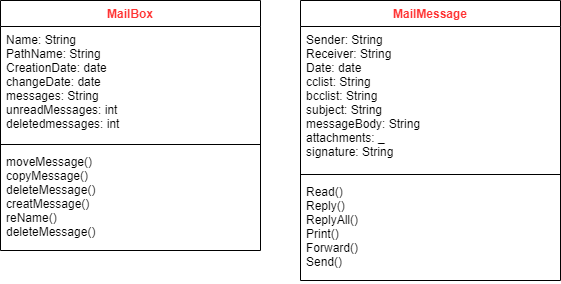 MailBox
Name: String
PathName: String
CreationDate: date
changeDate: date
messages: String
unreadMessages: int
deletedmessages: int
moveMessage()
copyMessage()
deleteMessage()
creatMessage()
reName()
deleteMessage()
MailMessage
Sender: String
Receiver: String
Date: date
cclist: String
bcclist: String
subject: String
messageBody: String
attachments: _
signature: String
Read()
Reply()
ReplyAll()
Print()
Forward()
Send()